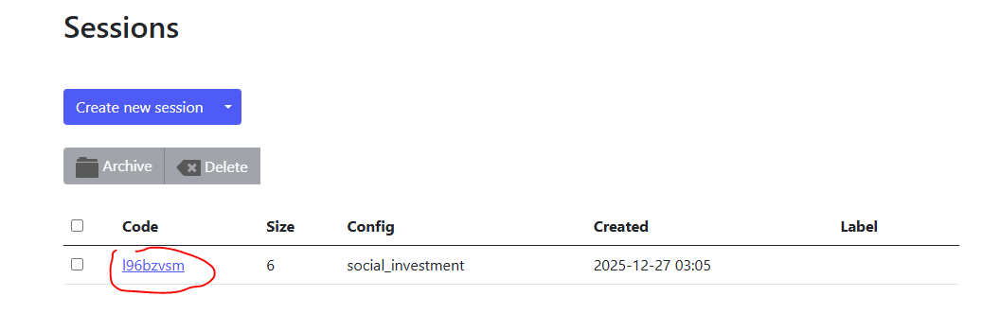 Sessions
Create new session
Archive Delete
Code Size Config Created Label
l96bzvsm 6 social_investment 2025-12-27 03:05